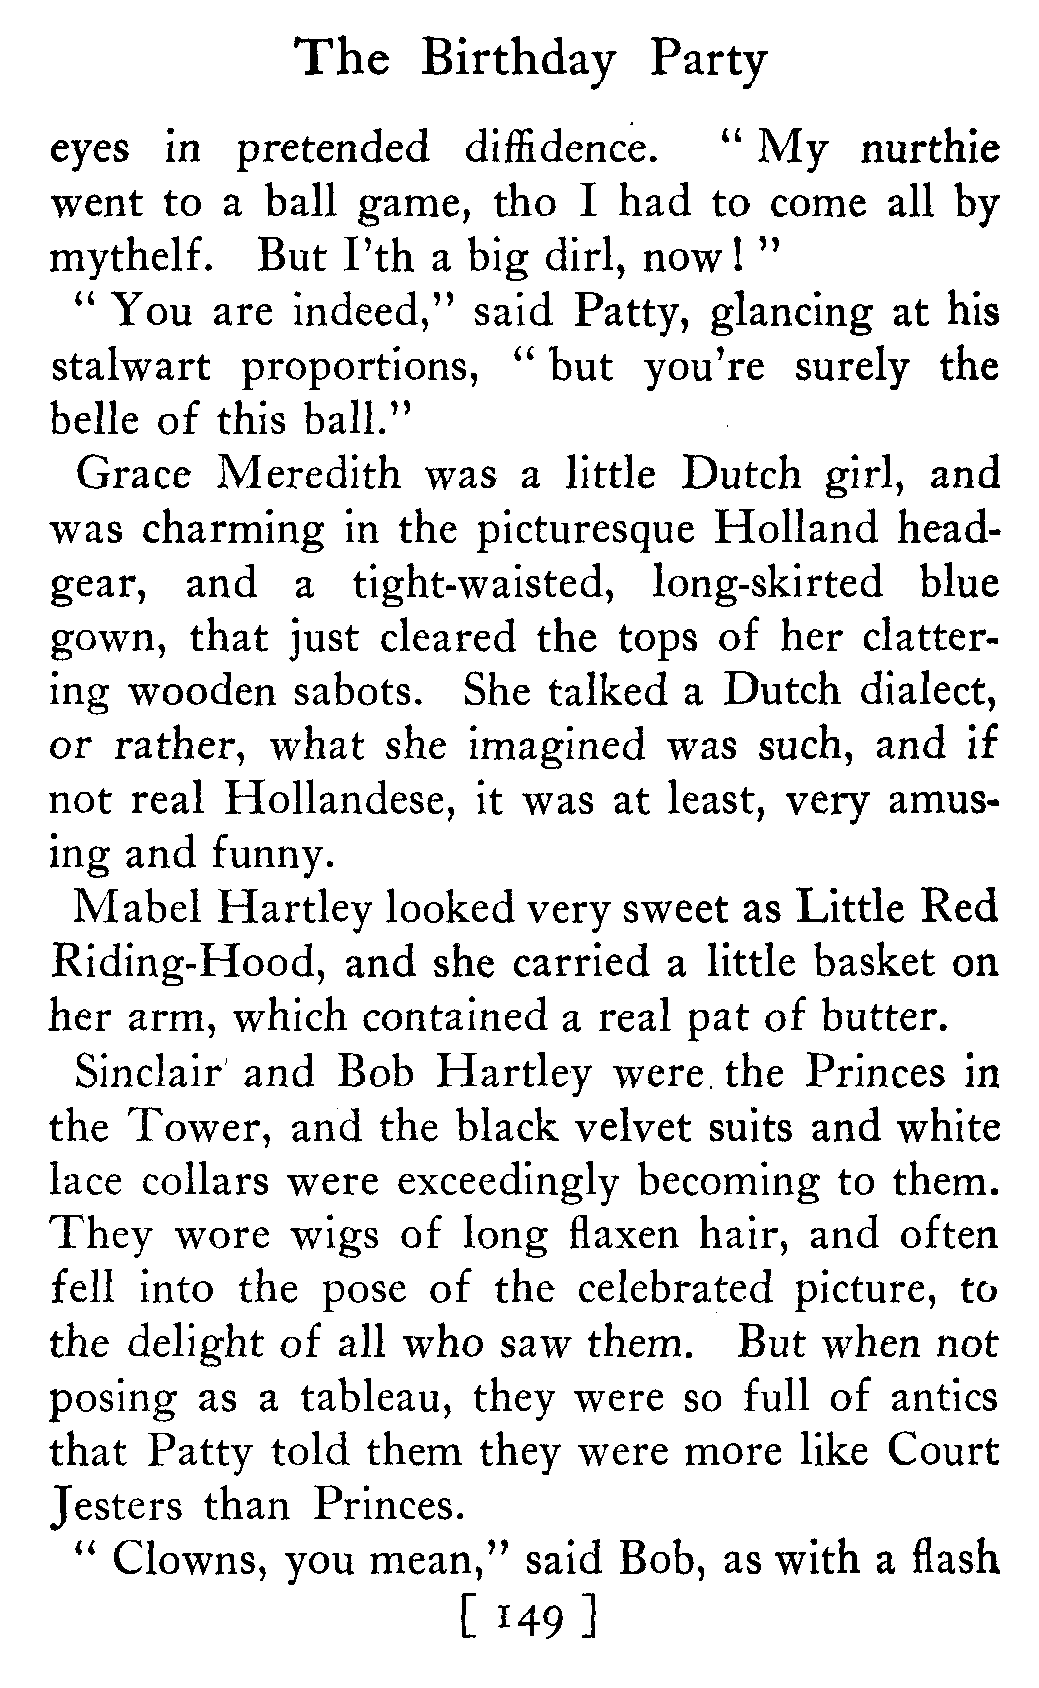 The Birthday Party
eyes in pretended diffidence. “ My nurthie
went to a ball game, tho I had to come all by
mythelf. But I’th a big dirl, now! ”
“ You are indeed,” said Patty, glancing at his
stalwart proportions, “ but you’re surely the
belle of this ball.”
Grace Meredith was a little Dutch girl, and
was charming in the picturesque Holland head-
gear, and a tight-waisted, long-skirted blue
gown, that just cleared the tops of her clatter-
ing wooden sabots. She talked a Dutch dialect,
or rather, what she imagined was such, and if
not real Hollandese, it was at least, very amus-
ing and funny.
Mabel Hartley looked very sweet as Little Red
Riding-Hood, and she carried a little basket on
her arm, which contained a real pat of butter.
Sinclair and Bob Hartley were the Princes in
the Tower, and the black velvet suits and white
lace collars were exceedingly becoming to them.
They wore wigs of long flaxen hair, and often
fell into the pose of the celebrated picture, to
the delight of all who saw them. But when not
posing as a tableau, they were so full of antics
that Patty told them they were more like Court
Jesters than Princes.
“ Clowns, you mean,” said Bob, as with a flash
[ 149 ]